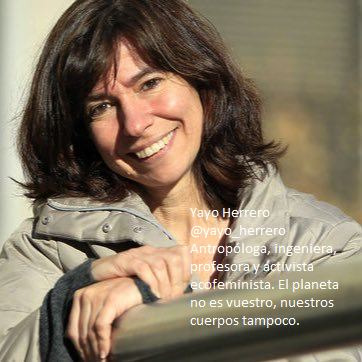 Yayo Herrero
@yayo_herrero
Antropóloga, ingeniera,
profesora y activista
ecofeminista. El planeta
no es vuestro, nuestros
cuerpos tampoco.